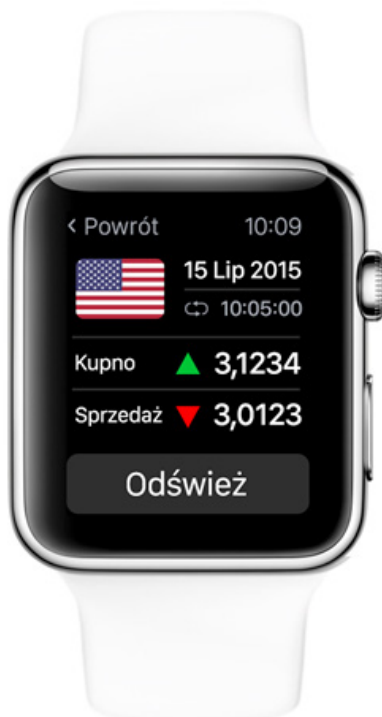 < Powrót 10:09
15 Lip 2015
10:05:00
Kupno 3,1234
Sprzedaż 3,0123
Odśwież